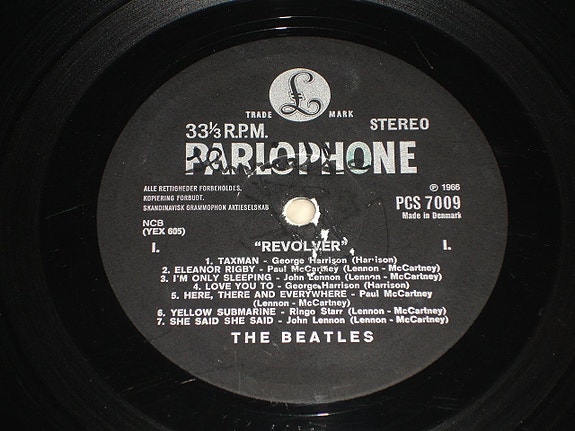 £
TRADE MARK
33⅓ R.P.M. STEREO
PARLOPHONE
ALLE RETTIGHEDER FORBEHOLDES.
KOPIERING FORBUDT.
SKANDINAVISK GRAMMOPHON AKTIESELSKAB
℗ 1966
PCS 7009
Made in Denmark
NCB
(YEX 605)
I. "REVOLVER" I.
1. TAXMAN - George Harrison (Harrison)
2. ELEANOR RIGBY - Paul McCartney (Lennon - McCartney)
3. I'M ONLY SLEEPING - John Lennon (Lennon - McCartney)
4. LOVE YOU TO - George Harrison (Harrison)
5. HERE, THERE AND EVERYWHERE - Paul McCartney
(Lennon - McCartney)
6. YELLOW SUBMARINE - Ringo Starr (Lennon - McCartney)
7. SHE SAID SHE SAID - John Lennon (Lennon - McCartney)
THE BEATLES